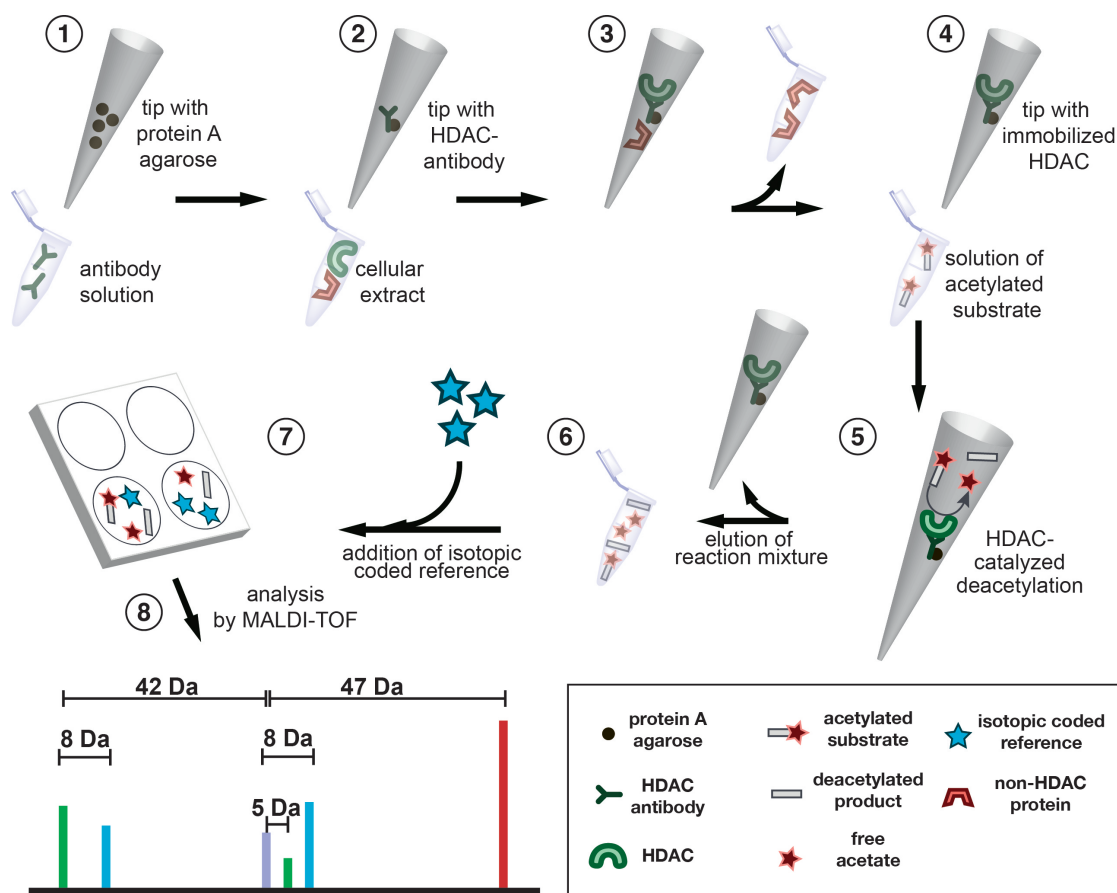 1
tip with
protein A
agarose
antibody
solution
2
tip with
HDAC-
antibody
cellular
extract
3
4
tip with
immobilized
HDAC
solution of
acetylated
substrate
5
HDAC-
catalyzed
deacetylation
6
elution of
reaction mixture
7
addition of isotopic
coded reference
8
analysis
by MALDI-TOF
42 Da
47 Da
8 Da
8 Da
5 Da
protein A
agarose
acetylated
substrate
isotopic coded
reference
HDAC
antibody
deacetylated
product
non-HDAC
protein
HDAC
free
acetate